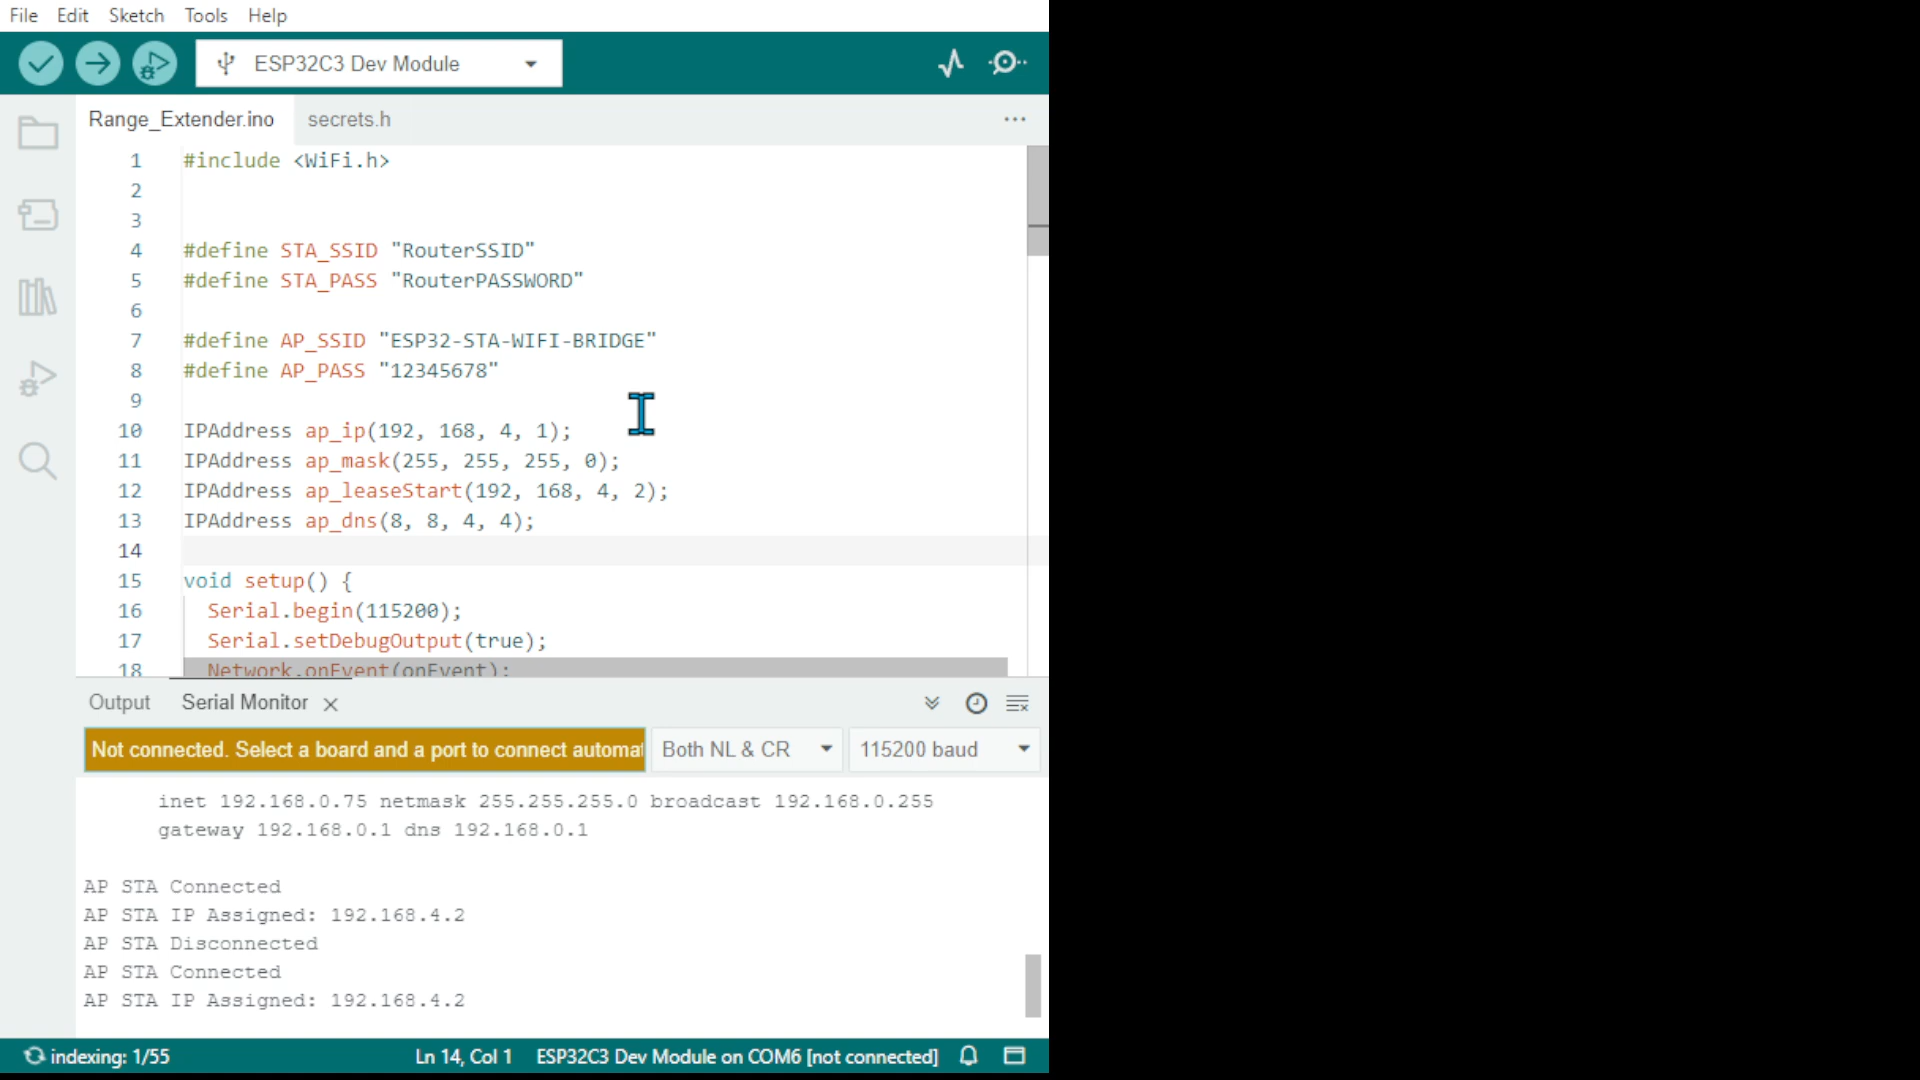 File Edit Sketch Tools Help
ESP32C3 Dev Module
Range_Extender.ino secrets.h
1 #include <WiFi.h>
2
3
4 #define STA_SSID "RouterSSID"
5 #define STA_PASS "RouterPASSWORD"
6
7 #define AP_SSID "ESP32-STA-WIFI-BRIDGE"
8 #define AP_PASS "12345678"
9
10 IPAddress ap_ip(192, 168, 4, 1);
11 IPAddress ap_mask(255, 255, 255, 0);
12 IPAddress ap_leaseStart(192, 168, 4, 2);
13 IPAddress ap_dns(8, 8, 4, 4);
14
15 void setup() {
16 Serial.begin(115200);
17 Serial.setDebugOutput(true);
18 Network.onEvent(onEvent);
Output Serial Monitor
Not connected. Select a board and a port to connect automat Both NL & CR 115200 baud
inet 192.168.0.75 netmask 255.255.255.0 broadcast 192.168.0.255
gateway 192.168.0.1 dns 192.168.0.1
AP STA Connected
AP STA IP Assigned: 192.168.4.2
AP STA Disconnected
AP STA Connected
AP STA IP Assigned: 192.168.4.2
indexing: 1/55 Ln 14, Col 1 ESP32C3 Dev Module on COM6 [not connected]